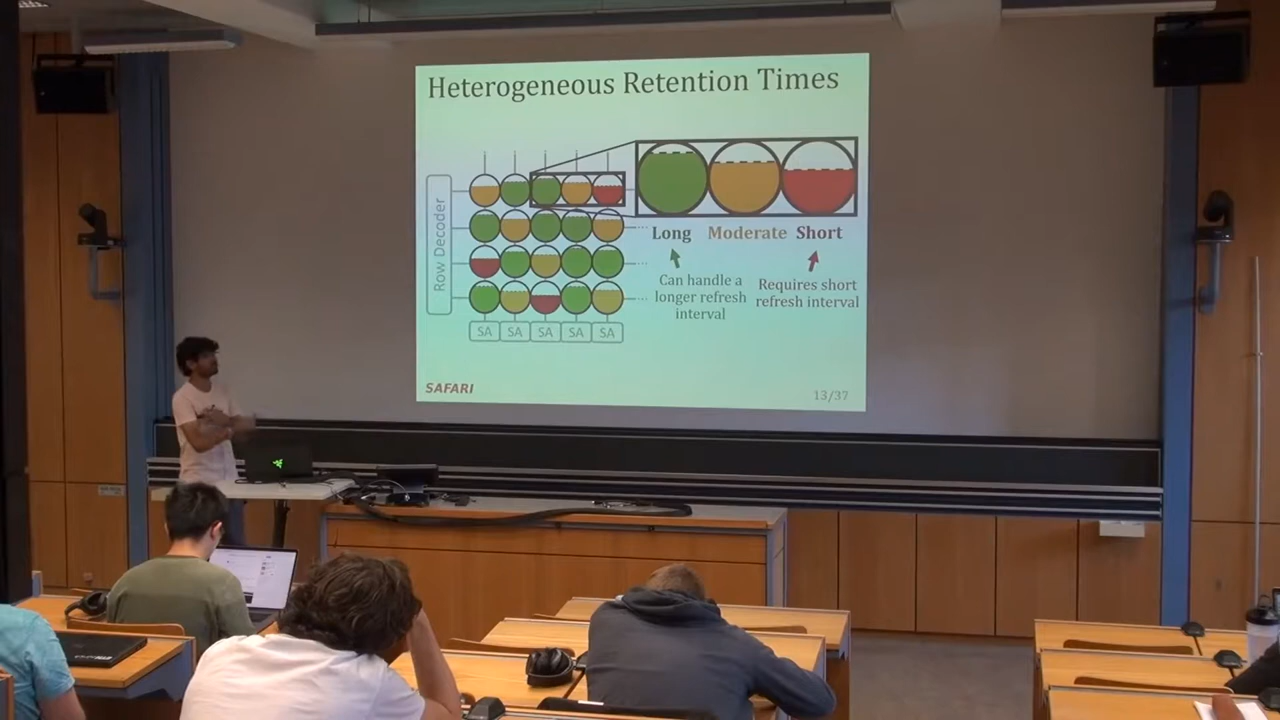 Heterogeneous Retention Times
Row Decoder
SA SA SA SA SA
Long Moderate Short
Can handle a
longer refresh
interval
Requires short
refresh interval
SAFARI
13/37